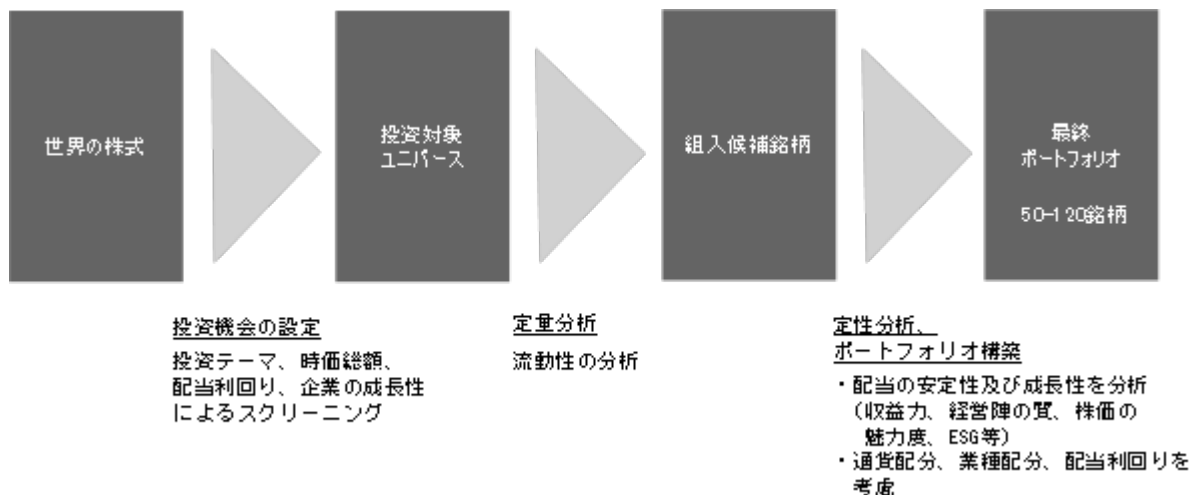 世界の株式
投資対象
ユニバース
組入候補銘柄
最終
ポートフォリオ
50-120銘柄
投資機会の設定
投資テーマ、時価総額、
配当利回り、企業の成長性
によるスクリーニング
定量分析
流動性の分析
定性分析、
ポートフォリオ構築
・配当の安定性及び成長性を分析
（収益力、経営陣の質、株価の
魅力度、ESG等）
・通貨配分、業種配分、配当利回りを
考慮